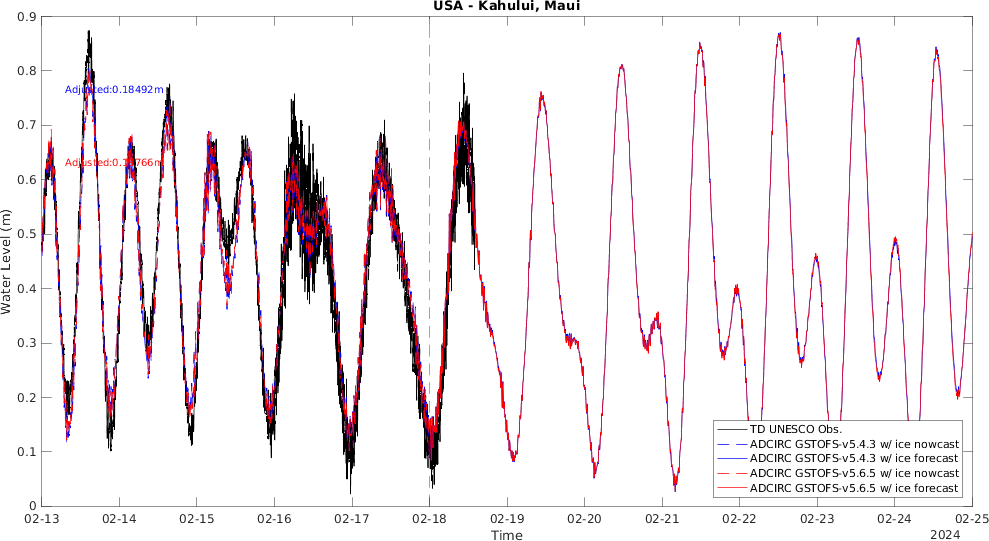 USA - Kahului, Maui
Water Level (m)
0.9
0.8
0.7
0.6
0.5
0.4
0.3
0.2
0.1
0
Adjusted:0.18492m
02-13
02-14
02-15
02-16
02-17
02-18
02-19
02-20
02-21
02-22
02-23
02-24
02-25
Time
2024
TD UNESCO Obs.
ADCIRC GSTOFS-v5.4.3 w/ ice nowcast
ADCIRC GSTOFS-v5.4.3 w/ ice forecast
ADCIRC GSTOFS-v5.6.5 w/ ice nowcast
ADCIRC GSTOFS-v5.6.5 w/ ice forecast